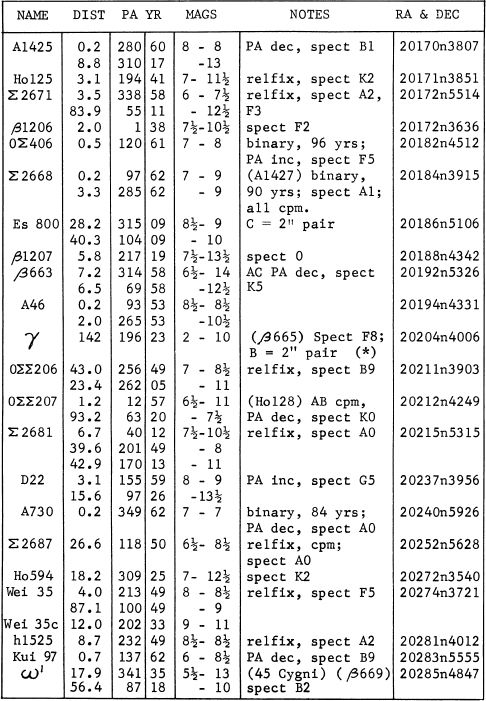 NAME DIST PA YR MAGS NOTES RA & DEC
A1425 0.2 280 60 8 - 8 PA dec, spect B1 20170n3807
8.8 310 17 -13
Ho125 3.1 194 41 7- 11½ relfix, spect K2 20171n3851
Σ2671 3.5 338 58 6 - 7½ relfix, spect A2, 20172n5514
83.9 55 11 - 12½ F3
β1206 2.0 1 38 7½-10½ spect F2 20172n3636
OΣ406 0.5 120 61 7 - 8 binary, 96 yrs; 20182n4512
PA inc, spect F5
Σ2668 0.2 97 62 7 - 9 (A1427) binary, 20184n3915
3.3 285 62 - 9 90 yrs; spect A1;
all cpm.
Es 800 28.2 315 09 8½- 9 C = 2" pair 20186n5106
40.3 104 09 - 10
β1207 5.8 217 19 7½-13½ spect O 20188n4342
β663 7.2 314 58 6½- 14 AC PA dec, spect 20192n5326
6.5 69 58 -12½ K5
A46 0.2 93 53 8½- 8½ 20194n4331
2.0 265 53 -10½
γ 142 196 23 2 - 10 (β665) Spect F8; 20204n4006
B = 2" pair (*)
OΣΣ206 43.0 256 49 7 - 8½ relfix, spect B9 20211n3903
23.4 262 05 - 11
OΣΣ207 1.2 12 57 6½- 11 (Ho128) AB cpm, 20212n4249
93.2 63 20 - 7½ PA dec, spect K0
Σ2681 6.7 40 12 7½-10½ relfix, spect A0 20215n5315
39.6 201 49 - 8
42.9 170 13 - 11
D22 3.1 155 59 8 - 9 PA inc, spect G5 20237n3956
15.6 97 26 -13½
A730 0.2 349 62 7 - 7 binary, 84 yrs; 20240n5926
PA dec, spect A0
Σ2687 26.6 118 50 6½- 8½ relfix, cpm; 20252n5628
spect A0
Ho594 18.2 309 25 7- 12½ spect K2 20272n3540
Wei 35 4.0 213 49 8 - 8½ relfix, spect F5 20274n3721
87.1 100 49 - 9
Wei 35c 12.0 202 33 9 - 11
h1525 8.7 232 49 8½- 8½ relfix, spect A2 20281n4012
Kui 97 0.7 137 62 6 - 8½ PA dec, spect B9 20283n5555
ω' 17.9 341 35 5½- 13 (45 Cygni) (β669) 20285n4847
56.4 87 18 - 10 spect B2